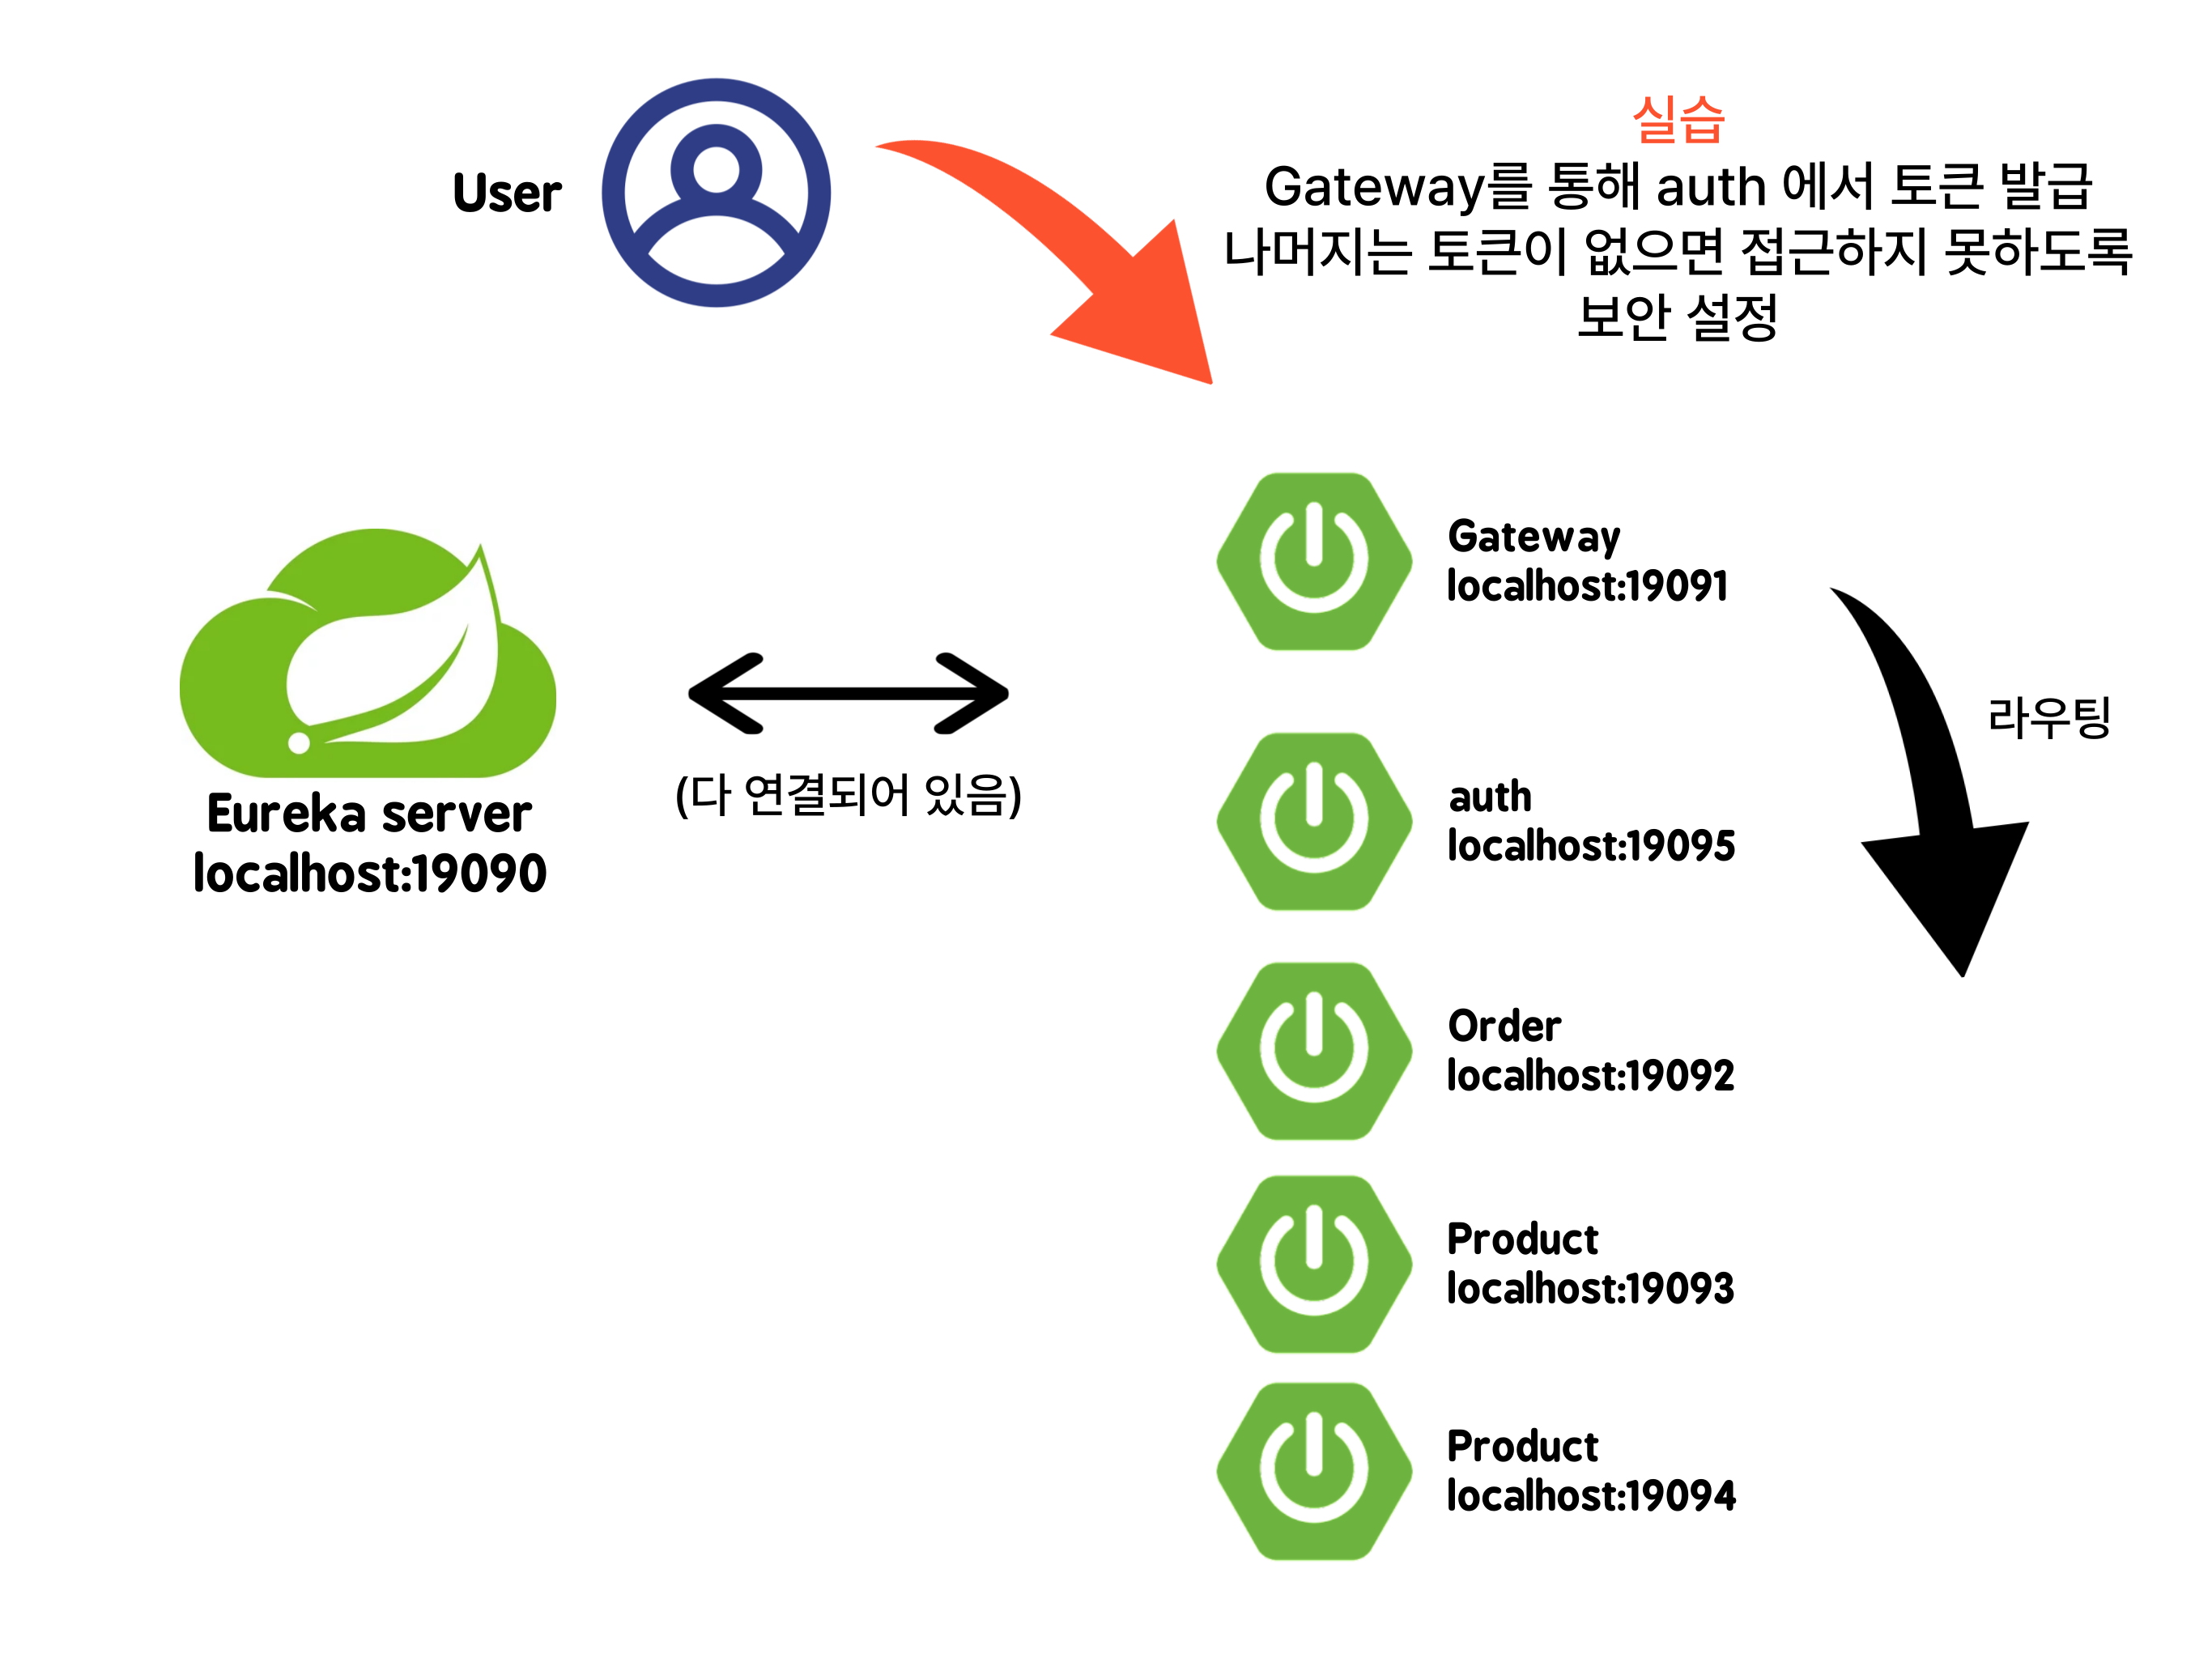 User
실습
Gateway를 통해 auth 에서 토큰 발급
나머지는 토큰이 없으면 접근하지 못하도록
보안 설정
Gateway
localhost:19091
라우팅
(다 연결되어 있음)
Eureka server
localhost:19090
auth
localhost:19095
Order
localhost:19092
Product
localhost:19093
Product
localhost:19094